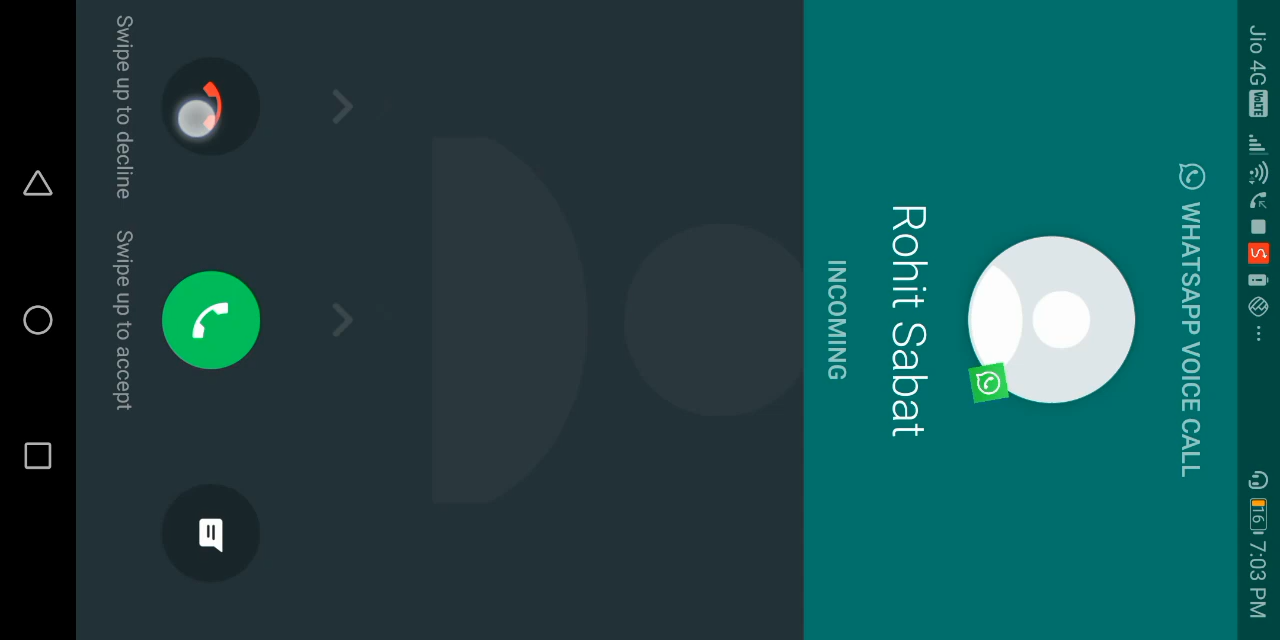 Jio 4G VoLTE 16 7:03 PM
WHATSAPP VOICE CALL
Rohit Sabat
INCOMING
Swipe up to decline
Swipe up to accept